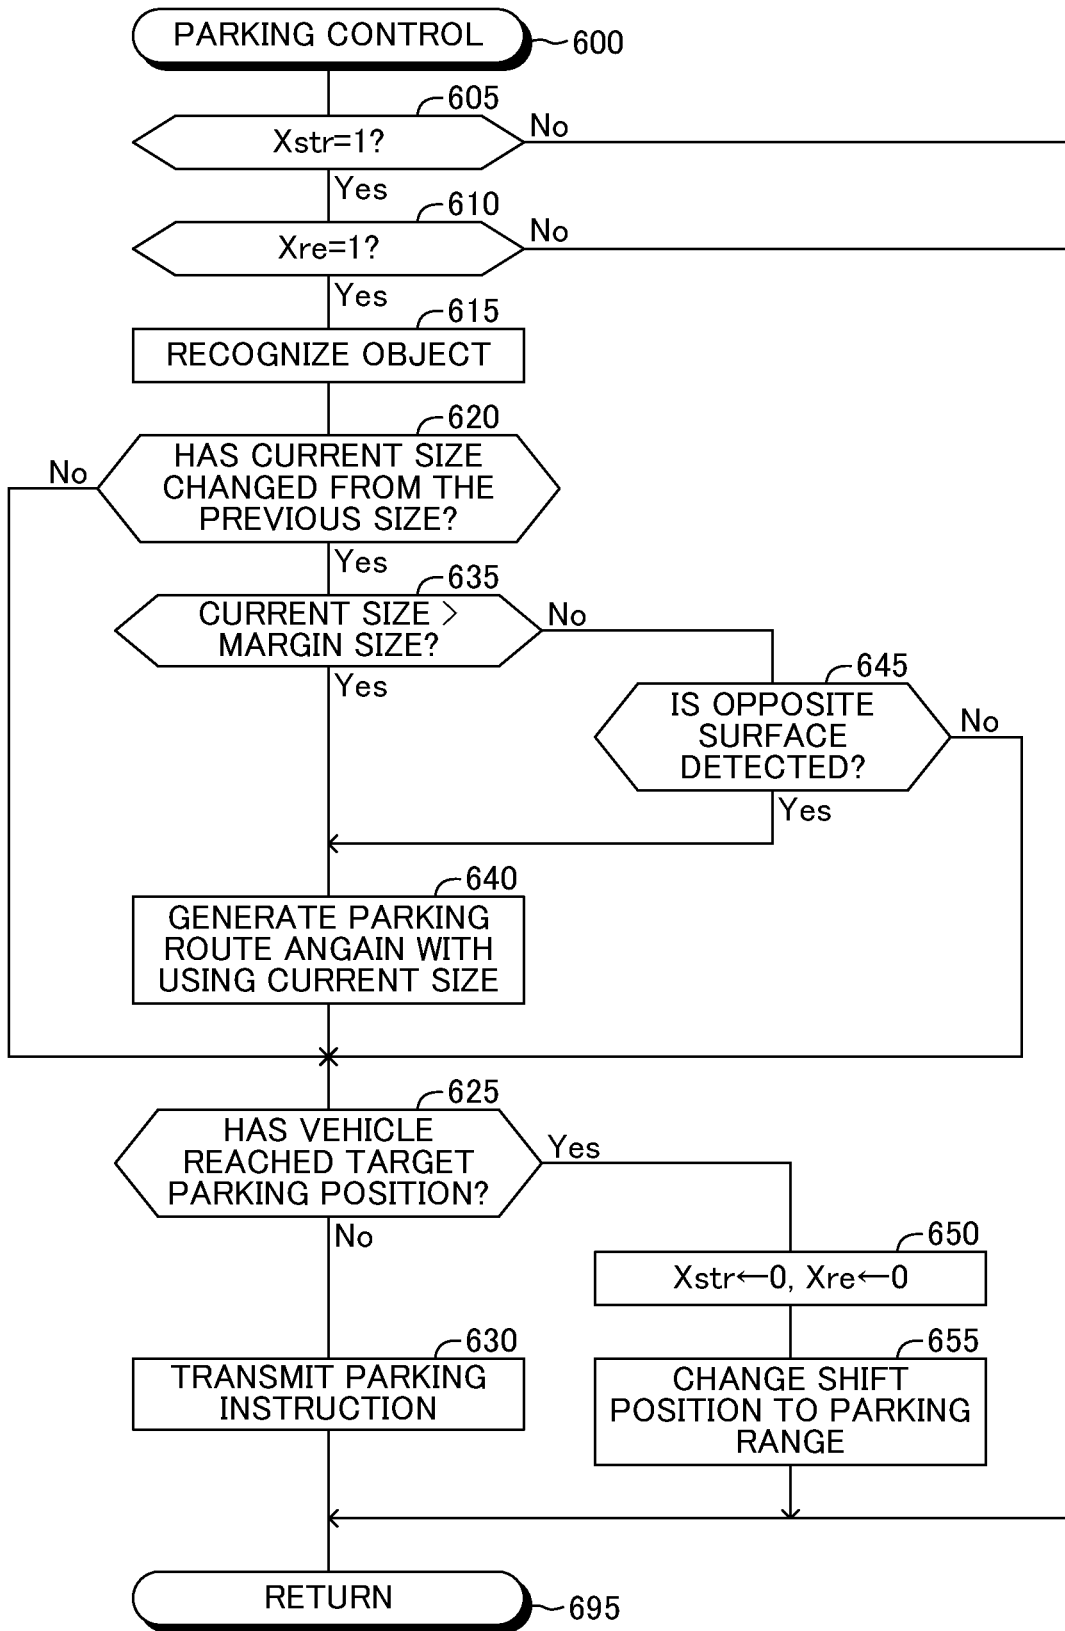 PARKING CONTROL
600
605
Xstr=1?
No
Yes
610
Xre=1?
No
Yes
615
RECOGNIZE OBJECT
620
HAS CURRENT SIZE
CHANGED FROM THE
PREVIOUS SIZE?
No
Yes
635
CURRENT SIZE >
MARGIN SIZE?
No
Yes
645
IS OPPOSITE
SURFACE
DETECTED?
No
Yes
640
GENERATE PARKING
ROUTE ANGAIN WITH
USING CURRENT SIZE
625
HAS VEHICLE
REACHED TARGET
PARKING POSITION?
Yes
No
650
Xstr←0, Xre←0
630
TRANSMIT PARKING
INSTRUCTION
655
CHANGE SHIFT
POSITION TO PARKING
RANGE
RETURN
695